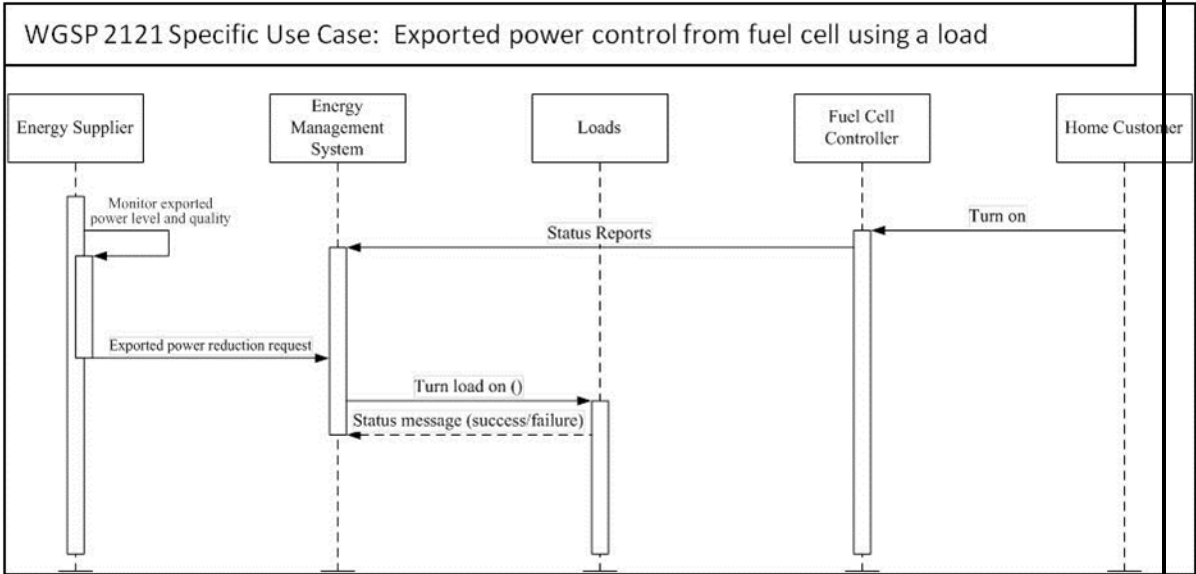 WGSP 2121 Specific Use Case: Exported power control from fuel cell using a load
Energy Supplier
Energy
Management
System
Loads
Fuel Cell
Controller
Home Customer
Monitor exported
power level and quality
Turn on
Status Reports
Exported power reduction request
Turn load on ()
Status message (success/failure)